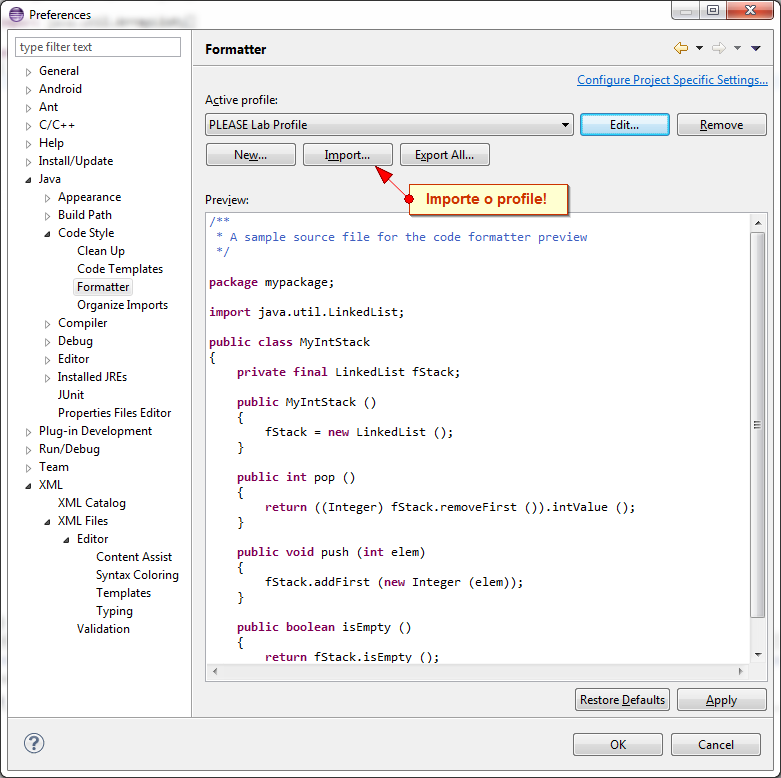 Preferences
type filter text
General
Android
Ant
C/C++
Help
Install/Update
Java
Appearance
Build Path
Code Style
Clean Up
Code Templates
Formatter
Organize Imports
Compiler
Debug
Editor
Installed JREs
JUnit
Properties Files Editor
Plug-in Development
Run/Debug
Team
XML
XML Catalog
XML Files
Editor
Content Assist
Syntax Coloring
Templates
Typing
Validation
Formatter
Configure Project Specific Settings...
Active profile:
PLEASE Lab Profile
Edit...
Remove
New...
Import...
Export All...
Importe o profile!
Preview:
/**
 * A sample source file for the code formatter preview
 */
package mypackage;
import java.util.LinkedList;
public class MyIntStack
{
    private final LinkedList fStack;
    public MyIntStack ()
    {
        fStack = new LinkedList ();
    }
    public int pop ()
    {
        return ((Integer) fStack.removeFirst ()).intValue ();
    }
    public void push (int elem)
    {
        fStack.addFirst (new Integer (elem));
    }
    public boolean isEmpty ()
    {
        return fStack.isEmpty ();
Restore Defaults
Apply
?
OK
Cancel